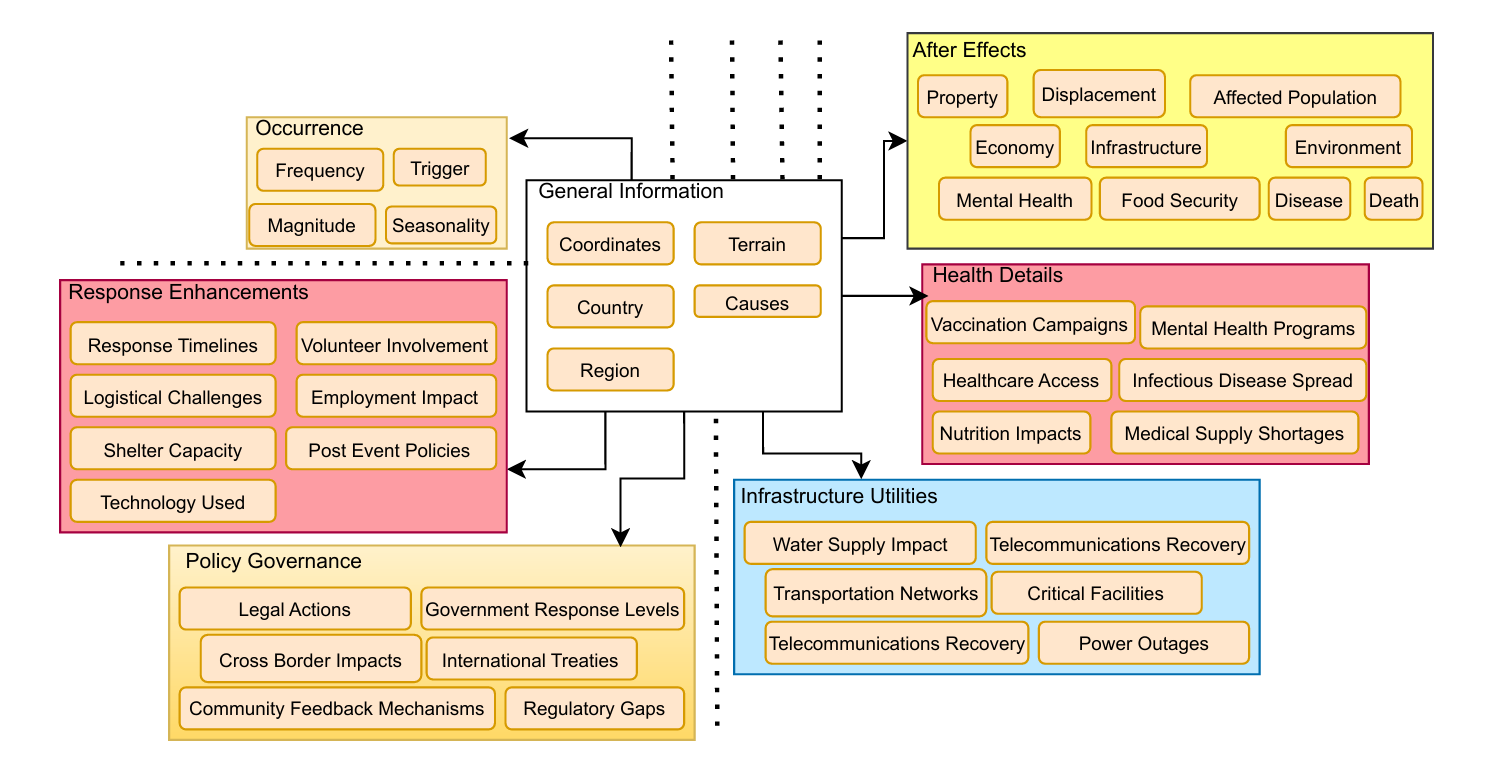 After Effects
Property
Displacement
Affected Population
Economy
Infrastructure
Environment
Mental Health
Food Security
Disease
Death
Occurrence
Frequency
Trigger
Magnitude
Seasonality
General Information
Coordinates
Terrain
Country
Causes
Region
Health Details
Vaccination Campaigns
Mental Health Programs
Healthcare Access
Infectious Disease Spread
Nutrition Impacts
Medical Supply Shortages
Response Enhancements
Response Timelines
Volunteer Involvement
Logistical Challenges
Employment Impact
Shelter Capacity
Post Event Policies
Technology Used
Infrastructure Utilities
Water Supply Impact
Telecommunications Recovery
Transportation Networks
Critical Facilities
Telecommunications Recovery
Power Outages
Policy Governance
Legal Actions
Government Response Levels
Cross Border Impacts
International Treaties
Community Feedback Mechanisms
Regulatory Gaps